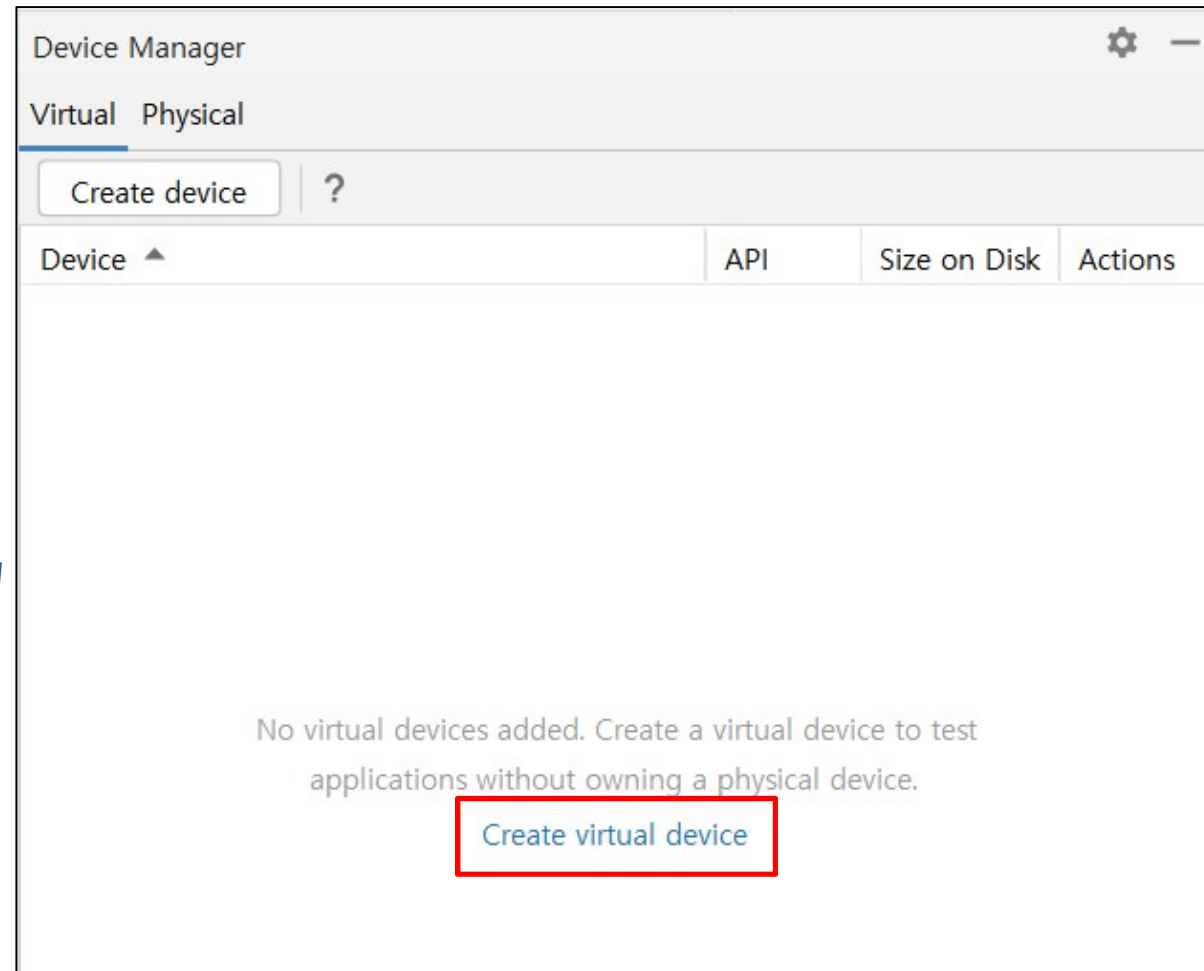 Device Manager
Virtual Physical
Create device ?
Device API Size on Disk Actions
No virtual devices added. Create a virtual device to test
applications without owning a physical device.
Create virtual device